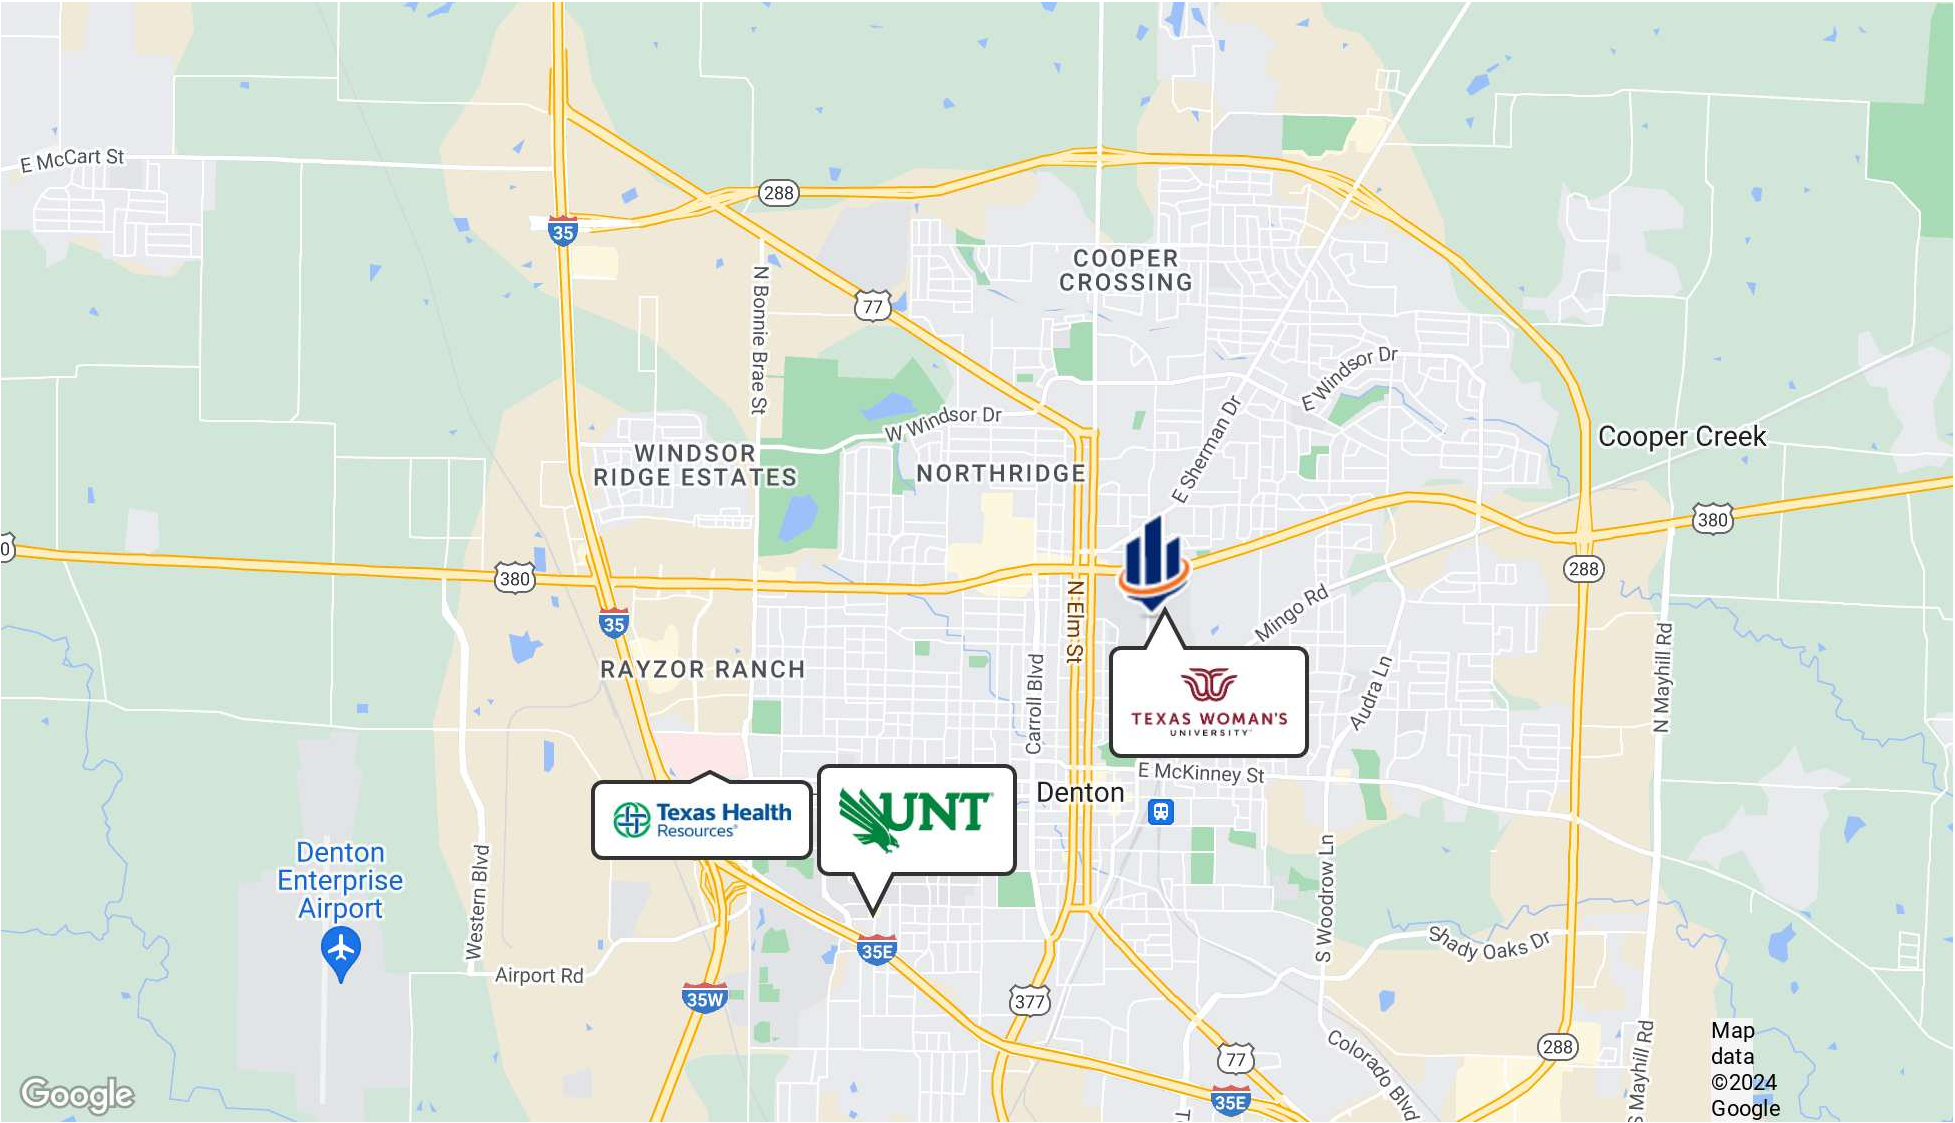 E McCart St
288
35
COOPER
CROSSING
N Bonnie Brae St
77
E Windsor Dr
W Windsor Dr
E Sherman Dr
Cooper Creek
WINDSOR
RIDGE ESTATES
NORTHRIDGE
380
0
380
288
N Elm St
Mingo Rd
35
N Mayhill Rd
RAYZOR RANCH
Carroll Blvd
Audra Ln
TEXAS WOMAN'S
UNIVERSITY
E McKinney St
Denton
Texas Health
Resources®
UNT®
Denton
Enterprise
Airport
Western Blvd
S Woodrow Ln
Shady Oaks Dr
35E
Airport Rd
35W
377
Map
data
©2024
Google
288
77
Colorado Blvd
S Mayhill Rd
35E
Google